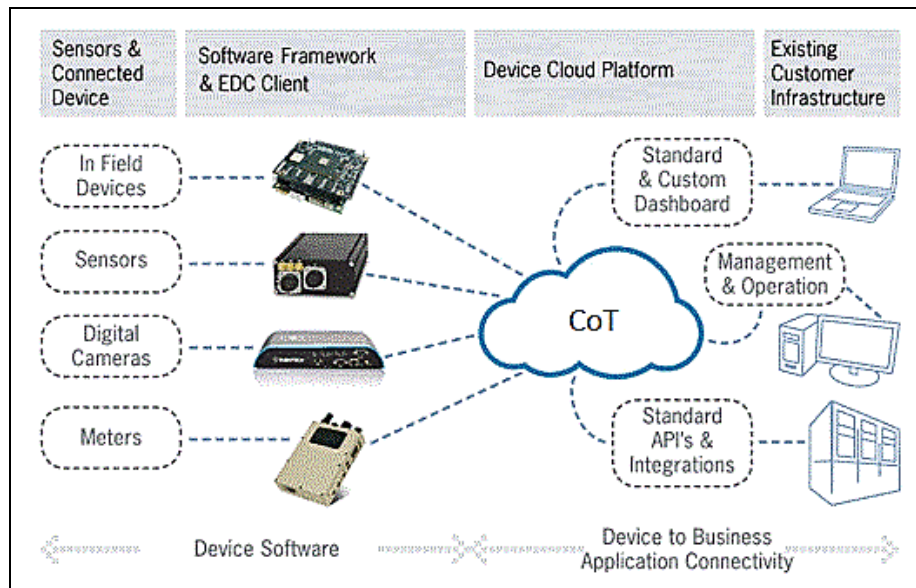 Sensors &
Connected
Device
Software Framework
& EDC Client
Device Cloud Platform
Existing
Customer
Infrastructure
In Field
Devices
Sensors
Digital
Cameras
Meters
CoT
Standard
& Custom
Dashboard
Management
& Operation
Standard
API's &
Integrations
Device Software
Device to Business
Application Connectivity